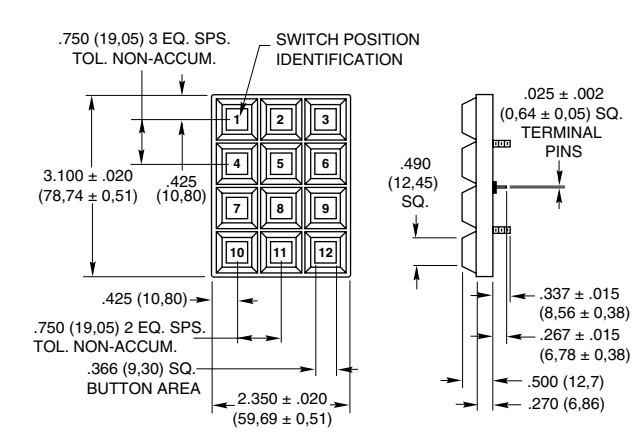 .750 (19,05) 3 EQ. SPS.
TOL. NON-ACCUM.
SWITCH POSITION
IDENTIFICATION
.025 ± .002
(0,64 ± 0,05) SQ.
TERMINAL
PINS
1 2 3
4 5 6
7 8 9
10 11 12
3.100 ± .020
(78,74 ± 0,51)
.425
(10,80)
.490
(12,45)
SQ.
.425 (10,80)
.750 (19,05) 2 EQ. SPS.
TOL. NON-ACCUM.
.366 (9,30) SQ.
BUTTON AREA
2.350 ± .020
(59,69 ± 0,51)
.337 ± .015
(8,56 ± 0,38)
.267 ± .015
(6,78 ± 0,38)
.500 (12,7)
.270 (6,86)